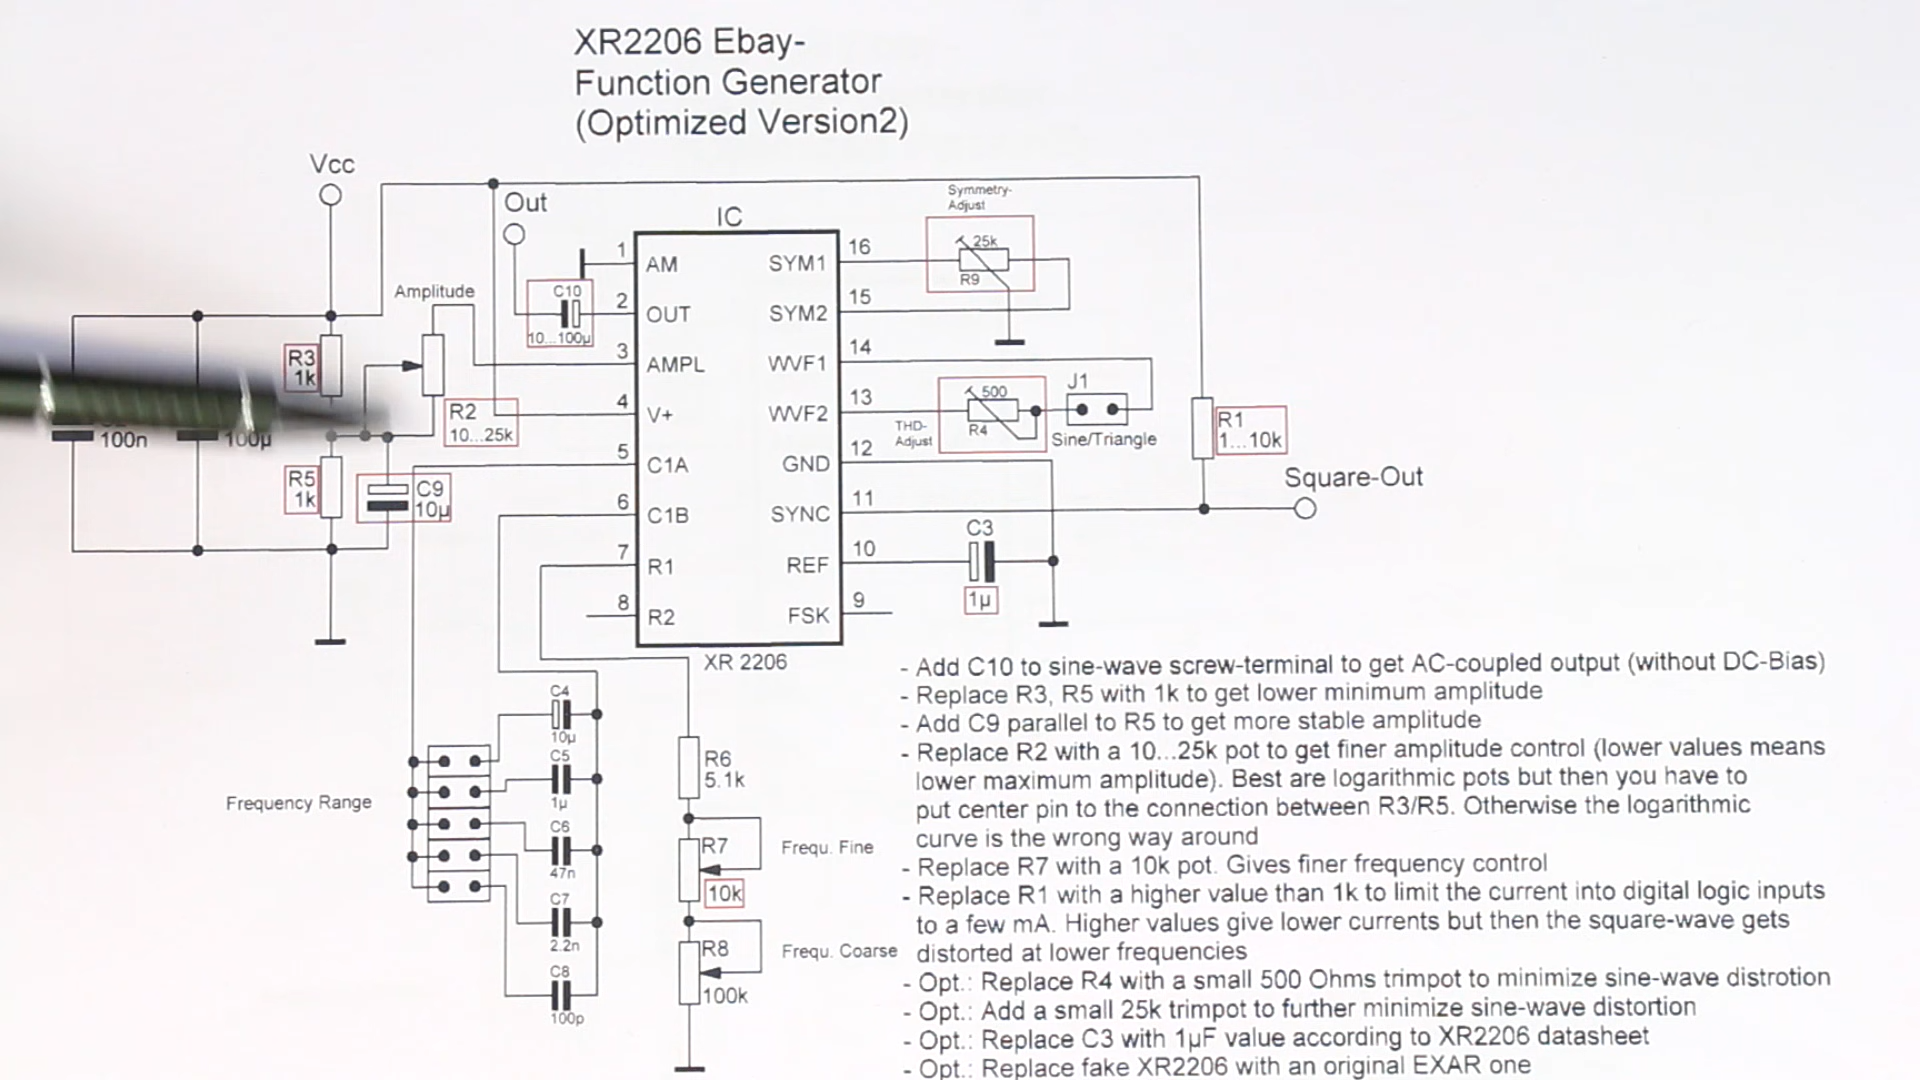 XR2206 Ebay-
Function Generator
(Optimized Version2)
Vcc
Out
IC
Symmetry-
Adjust
25k
R9
1
AM
SYM1
16
C10
10...100µ
2
OUT
SYM2
15
Amplitude
3
AMPL
WVF1
14
R3
1k
R2
10...25k
4
V+
WVF2
13
THD-
Adjust
500
R4
J1
Sine/Triangle
R1
1...10k
100n
100µ
5
C1A
GND
12
R5
1k
C9
10µ
6
C1B
SYNC
11
Square-Out
7
R1
REF
10
C3
1µ
8
R2
FSK
9
XR 2206
Frequency Range
C4
10µ
C5
1µ
C6
47n
C7
2.2n
C8
100p
R6
5.1k
R7
10k
Frequ. Fine
R8
100k
Frequ. Coarse
- Add C10 to sine-wave screw-terminal to get AC-coupled output (without DC-Bias)
- Replace R3, R5 with 1k to get lower minimum amplitude
- Add C9 parallel to R5 to get more stable amplitude
- Replace R2 with a 10...25k pot to get finer amplitude control (lower values means
lower maximum amplitude). Best are logarithmic pots but then you have to
put center pin to the connection between R3/R5. Otherwise the logarithmic
curve is the wrong way around
- Replace R7 with a 10k pot. Gives finer frequency control
- Replace R1 with a higher value than 1k to limit the current into digital logic inputs
to a few mA. Higher values give lower currents but then the square-wave gets
distorted at lower frequencies
- Opt.: Replace R4 with a small 500 Ohms trimpot to minimize sine-wave distrotion
- Opt.: Add a small 25k trimpot to further minimize sine-wave distortion
- Opt.: Replace C3 with 1µF value according to XR2206 datasheet
- Opt.: Replace fake XR2206 with an original EXAR one